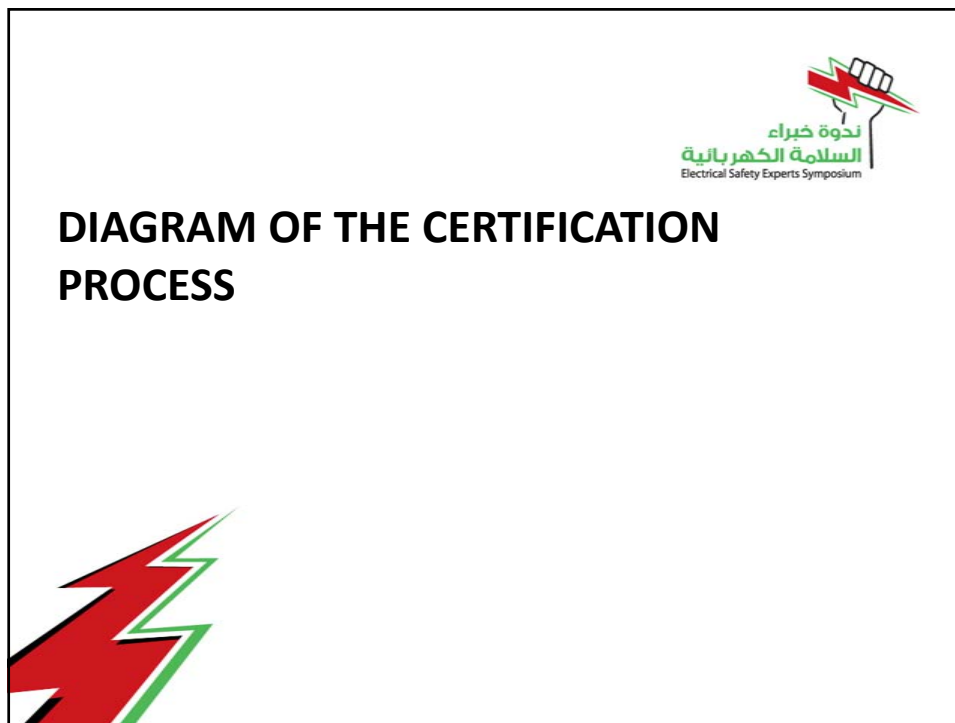 ندوة خبراء
السلامة الكهربائية
Electrical Safety Experts Symposium
DIAGRAM OF THE CERTIFICATION
PROCESS